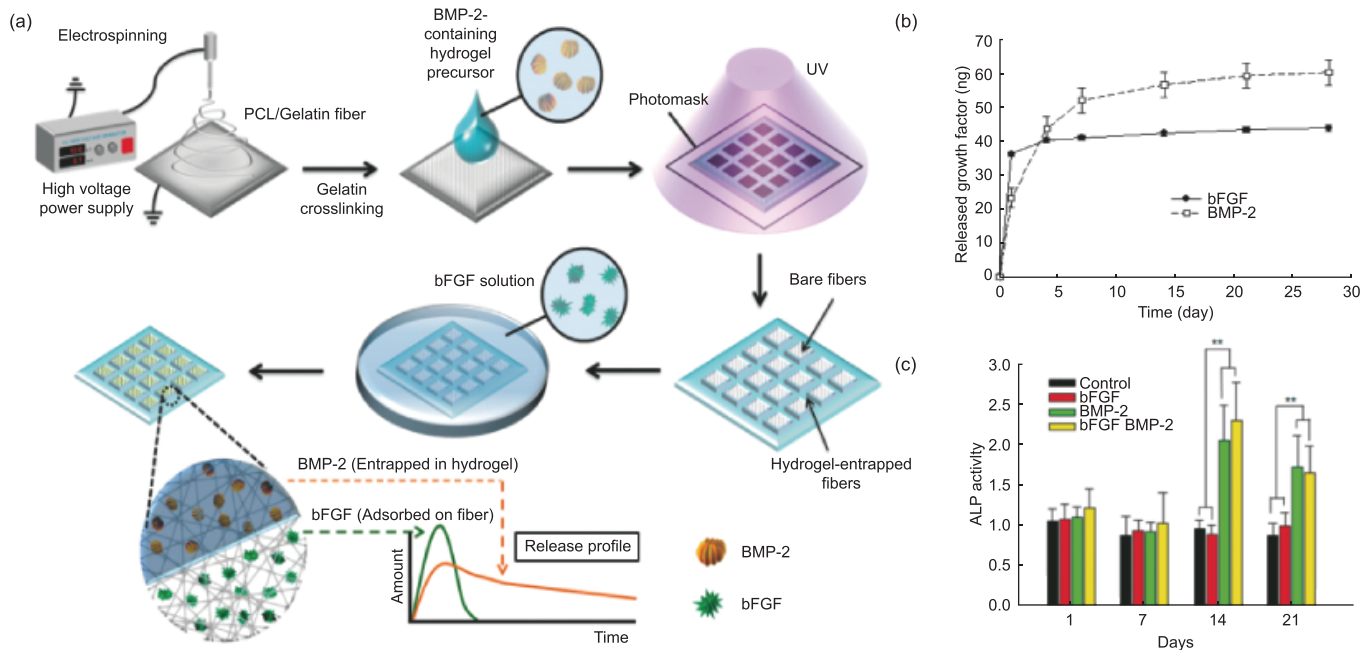 (a)
Electrospinning
PCL/Gelatin fiber
High voltage
power supply
Gelatin
crosslinking
BMP-2-
containing
hydrogel
precursor
UV
Photomask
bFGF solution
Bare fibers
Hydrogel-entrapped
fibers
BMP-2 (Entrapped in hydrogel)
bFGF (Adsorbed on fiber)
Release profile
Amount
Time
BMP-2
bFGF
(b)
Released growth factor (ng)
70
60
50
40
30
20
10
0
bFGF
BMP-2
0 5 10 15 20 25 30
Time (day)
(c)
ALP activity
3.0
2.5
2.0
1.5
1.0
0.5
0.0
Control
bFGF
BMP-2
bFGF BMP-2
**
**
1 7 14 21
Days